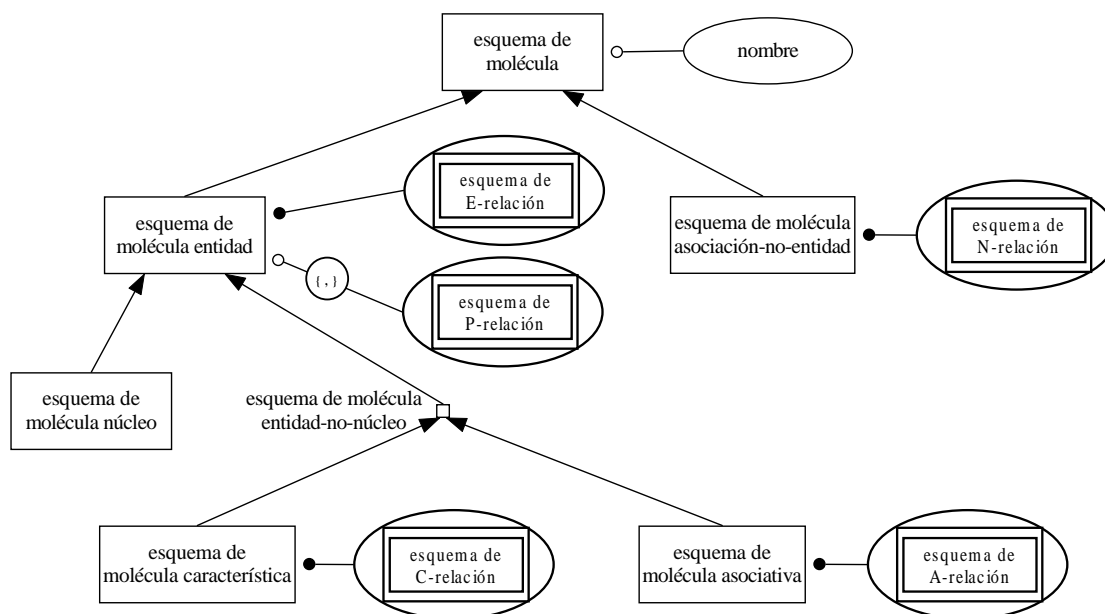 esquema de
molécula
nombre
esquema de
E-relación
esquema de
molécula entidad
esquema de molécula
asociación-no-entidad
esquema de
N-relación
{ , }
esquema de
P-relación
esquema de
molécula núcleo
esquema de molécula
entidad-no-núcleo
esquema de
molécula característica
esquema de
C-relación
esquema de
molécula asociativa
esquema de
A-relación